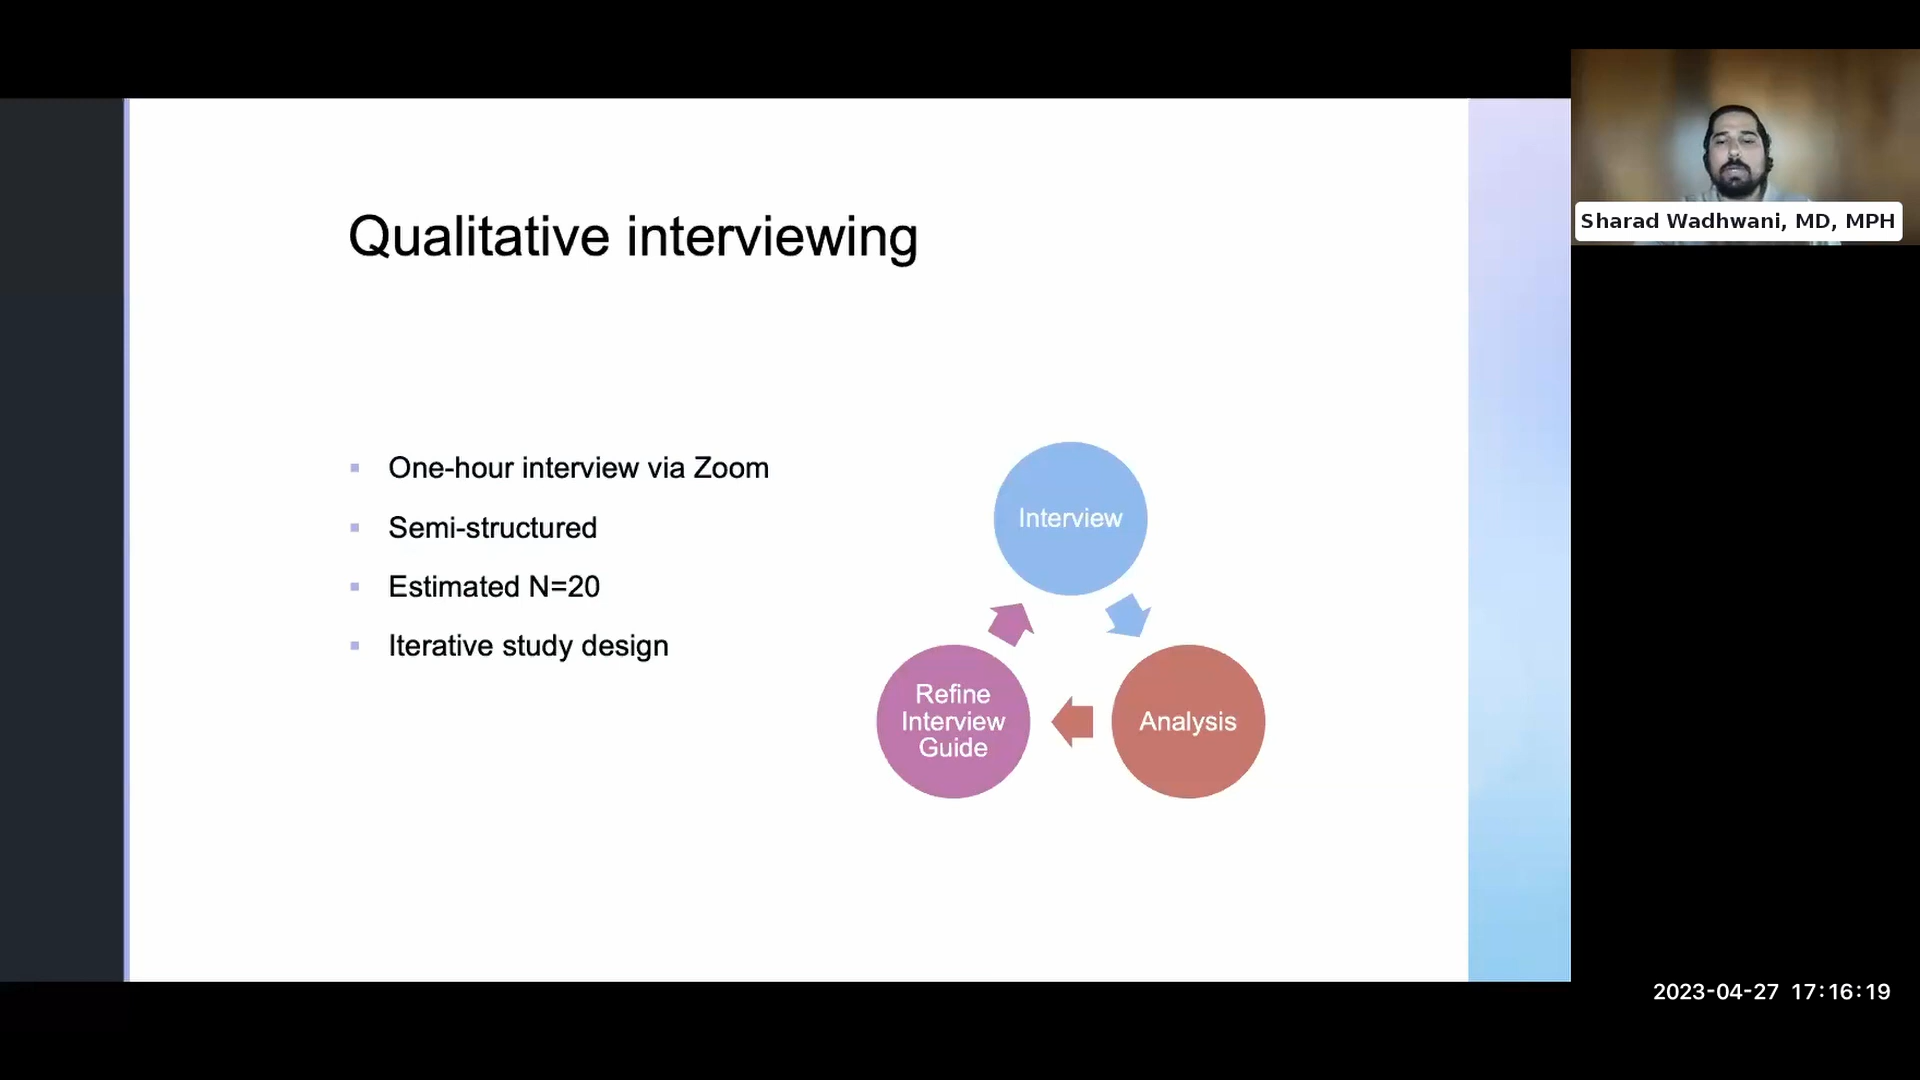 Qualitative interviewing
One-hour interview via Zoom
Semi-structured
Estimated N=20
Iterative study design
Interview
Analysis
Refine
Interview
Guide
Sharad Wadhwani, MD, MPH
2023-04-27 17:16:19